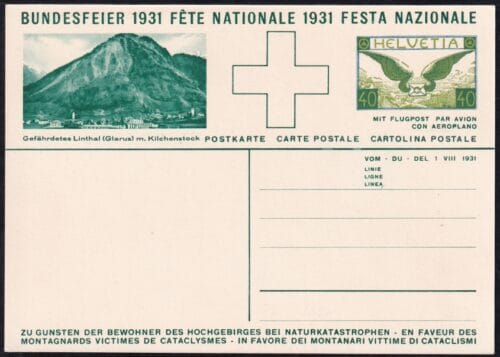 BUNDESFEIER 1931 FÊTE NATIONALE 1931 FESTA NAZIONALE
HELVETIA
40 40
MIT FLUGPOST PAR AVION
CON AEROPLANO
Gefährdetes Linthal (Glarus) m. Kilchenstock
POSTKARTE CARTE POSTALE CARTOLINA POSTALE
VOM - DU - DEL 1 VIII 1931
LINIE
LIGNE
LINEA
ZU GUNSTEN DER BEWOHNER DES HOCHGEBIRGES BEI NATURKATASTROPHEN - EN FAVEUR DES
MONTAGNARDS VICTIMES DE CATACLYSMES - IN FAVORE DEI MONTANARI VITTIME DI CATACLISMI